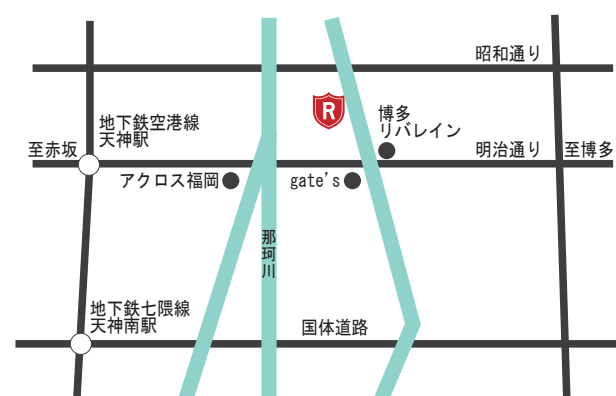 昭和通り
R
博多
リバレイン
地下鉄空港線
天神駅
至赤坂
明治通り
至博多
アクロス福岡
gate's
那珂川
地下鉄七隈線
天神南駅
国体道路